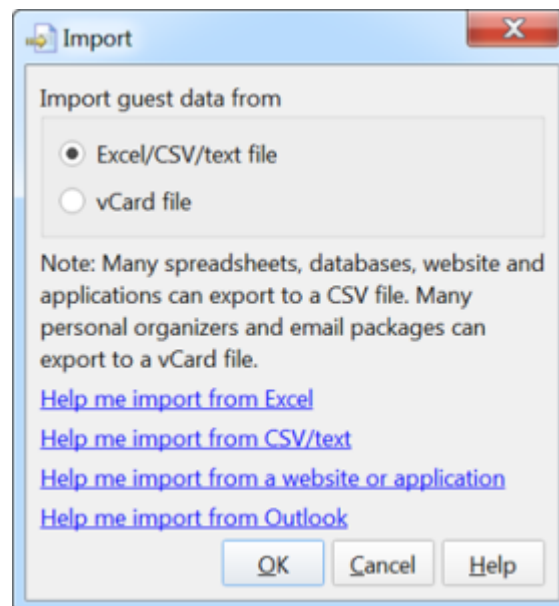 Import
Import guest data from
Excel/CSV/text file
vCard file
Note: Many spreadsheets, databases, website and
applications can export to a CSV file. Many
personal organizers and email packages can
export to a vCard file.
Help me import from Excel
Help me import from CSV/text
Help me import from a website or application
Help me import from Outlook
OK Cancel Help